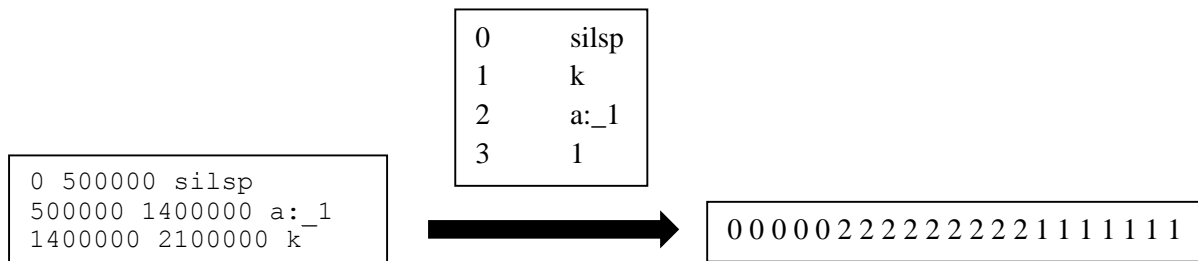 0 silsp
1 k
2 a:_1
3 1
0 500000 silsp
500000 1400000 a:_1
1400000 2100000 k
0 0 0 0 0 2 2 2 2 2 2 2 2 2 1 1 1 1 1 1 1